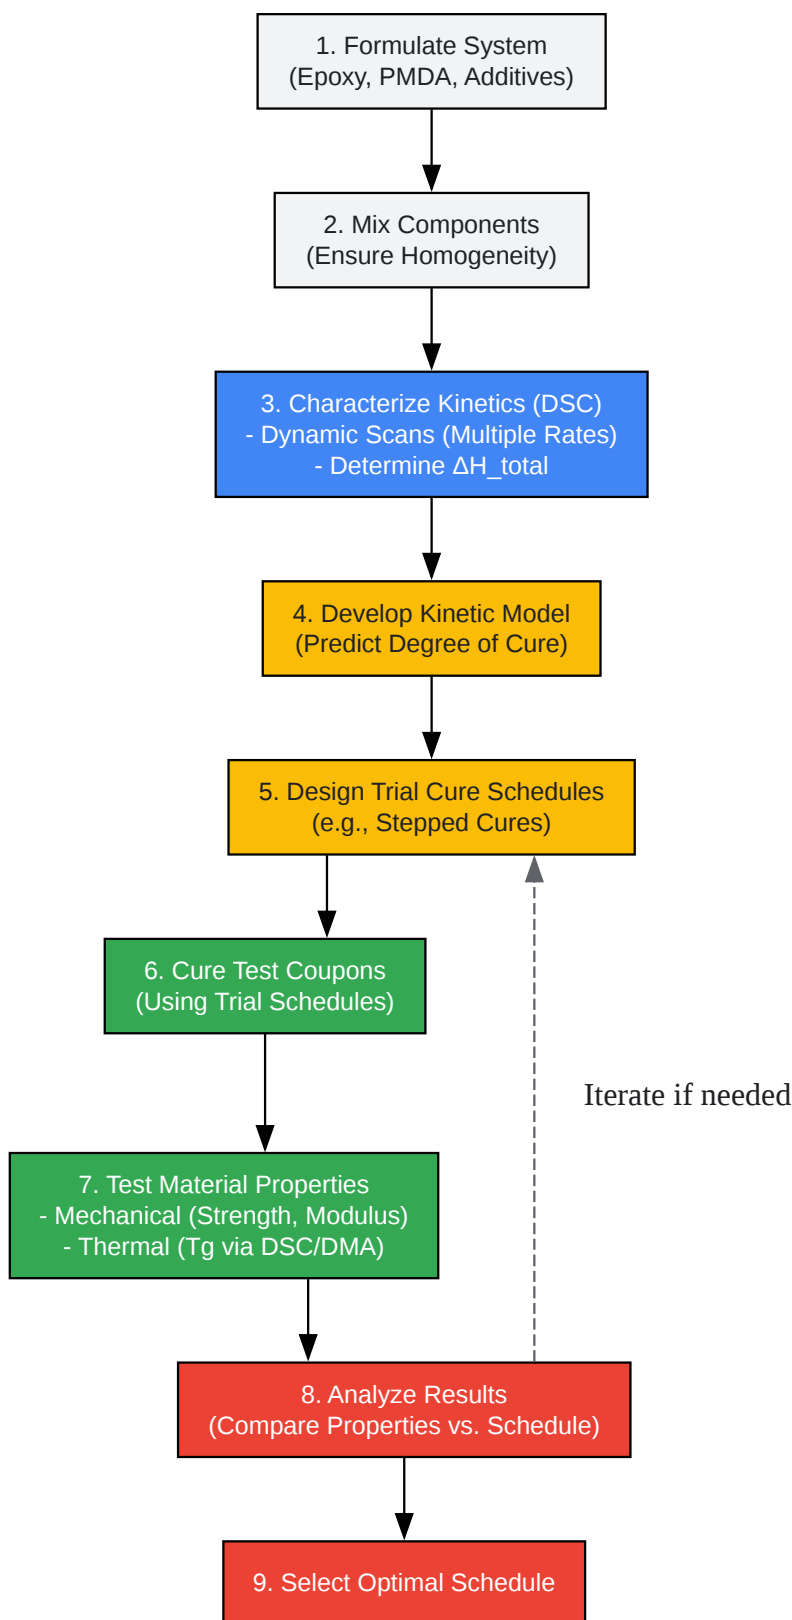 1. Formulate System
(Epoxy, PMDA, Additives)
2. Mix Components
(Ensure Homogeneity)
3. Characterize Kinetics (DSC)
- Dynamic Scans (Multiple Rates)
- Determine ΔH_total
4. Develop Kinetic Model
(Predict Degree of Cure)
5. Design Trial Cure Schedules
(e.g., Stepped Cures)
6. Cure Test Coupons
(Using Trial Schedules)
Iterate if needed
7. Test Material Properties
- Mechanical (Strength, Modulus)
- Thermal (Tg via DSC/DMA)
8. Analyze Results
(Compare Properties vs. Schedule)
9. Select Optimal Schedule